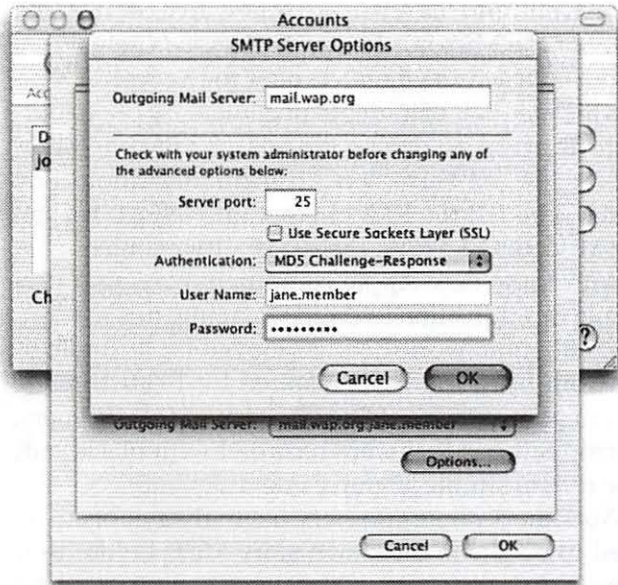 Accounts
SMTP Server Options
Outgoing Mail Server: mail.wap.org
Check with your system administrator before changing any of
the advanced options below:
Server port: 25
Use Secure Sockets Layer (SSL)
Authentication: MD5 Challenge-Response
User Name: jane.member
Password: •••••••••
Cancel OK
Ch
?
Outgoing Mail Server: mail.wap.org:jane.member
Options...
Cancel OK